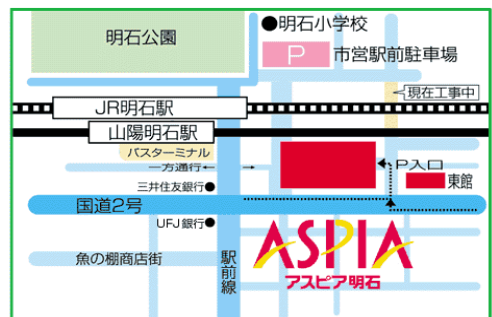 明石公園
●明石小学校
P 市営駅前駐車場
現在工事中
JR明石駅
山陽明石駅
バスターミナル
一方通行← →
P入口
三井住友銀行●
東館
国道2号
UFJ銀行●
ASPIA
アスピア明石
魚の棚商店街
駅前線